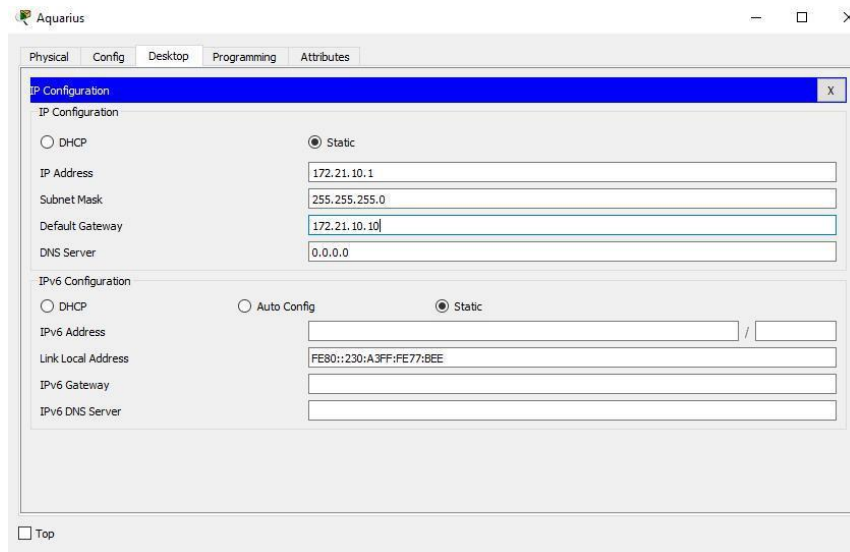 Aquarius
Physical Config Desktop Programming Attributes
IP Configuration X
IP Configuration
DHCP Static
IP Address 172.21.10.1
Subnet Mask 255.255.255.0
Default Gateway 172.21.10.10
DNS Server 0.0.0.0
IPv6 Configuration
DHCP Auto Config Static
IPv6 Address /
Link Local Address FE80::230:A3FF:FE77:BEE
IPv6 Gateway
IPv6 DNS Server
Top